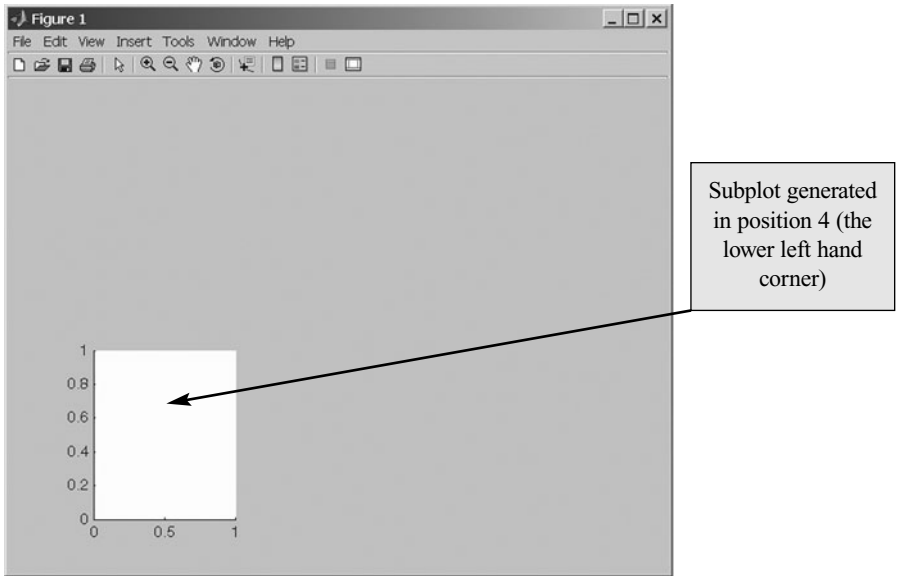 Figure 1
File Edit View Insert Tools Window Help
Subplot generated
in position 4 (the
lower left hand
corner)
1
0.8
0.6
0.4
0.2
0
0 0.5 1